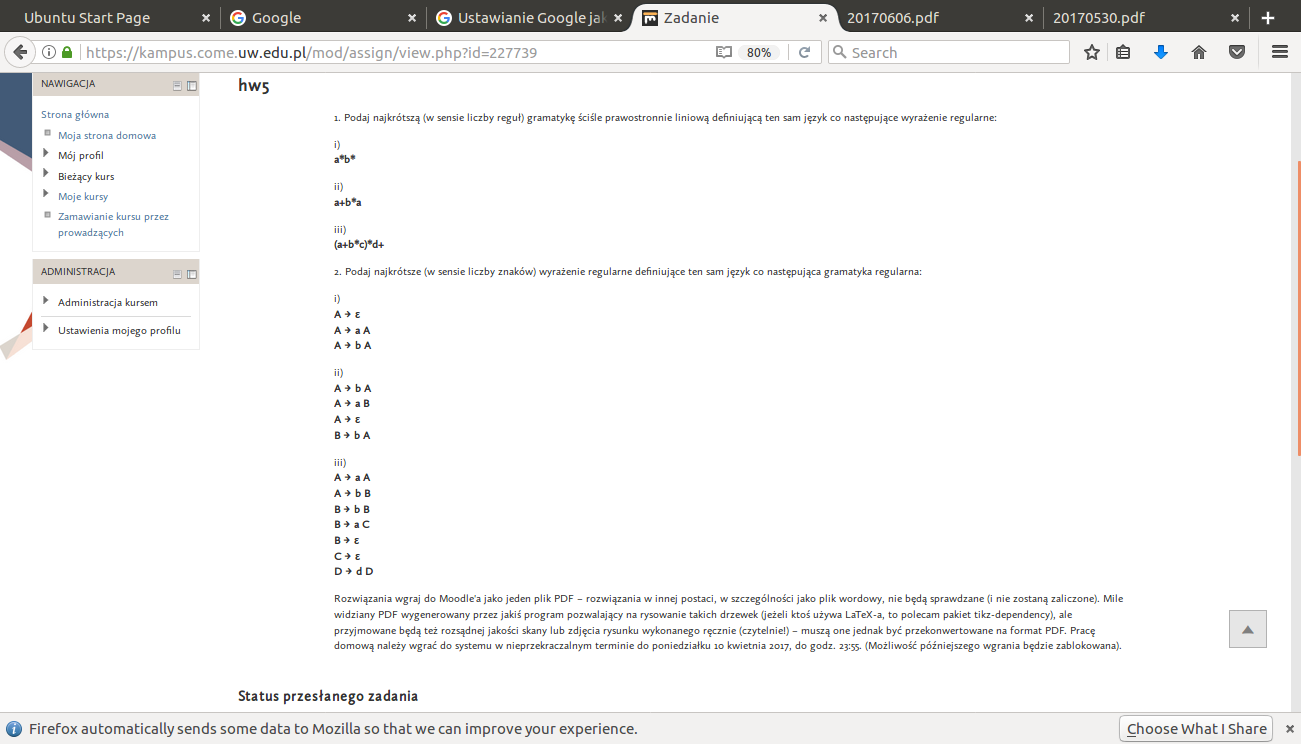 Ubuntu Start Page
Google
Ustawianie Google jak
Zadanie
20170606.pdf
20170530.pdf
https://kampus.come.uw.edu.pl/mod/assign/view.php?id=227739
80%
Search
NAWIGACJA
Strona główna
Moja strona domowa
Mój profil
Bieżący kurs
Moje kursy
Zamawianie kursu przez
prowadzących
ADMINISTRACJA
Administracja kursem
Ustawienia mojego profilu
hw5
1. Podaj najkrótszą (w sensie liczby reguł) gramatykę ściśle prawostronnie liniową definiującą ten sam język co następujące wyrażenie regularne:
i)
a*b*
ii)
a+b*a
iii)
(a+b*c)*d+
2. Podaj najkrótsze (w sensie liczby znaków) wyrażenie regularne definiujące ten sam język co następująca gramatyka regularna:
i)
A → ε
A → a A
A → b A
ii)
A → b A
A → a B
A → ε
B → b A
iii)
A → a A
A → b B
B → b B
B → a C
B → ε
C → ε
D → d D
Rozwiązania wgraj do Moodle'a jako jeden plik PDF – rozwiązania w innej postaci, w szczególności jako plik wordowy, nie będą sprawdzane (i nie zostaną zaliczone). Mile
widziany PDF wygenerowany przez jakiś program pozwalający na rysowanie takich drzewek (jeżeli ktoś używa LaTeX-a, to polecam pakiet tikz-dependency), ale
przyjmowane będą też rozsądnej jakości skany lub zdjęcia rysunku wykonanego ręcznie (czytelnie!) – muszą one jednak być przekonwertowane na format PDF. Pracę
domową należy wgrać do systemu w nieprzekraczalnym terminie do poniedziałku 10 kwietnia 2017, do godz. 23:55. (Możliwość późniejszego wgrania będzie zablokowana).
Status przesłanego zadania
Firefox automatically sends some data to Mozilla so that we can improve your experience.
Choose What I Share